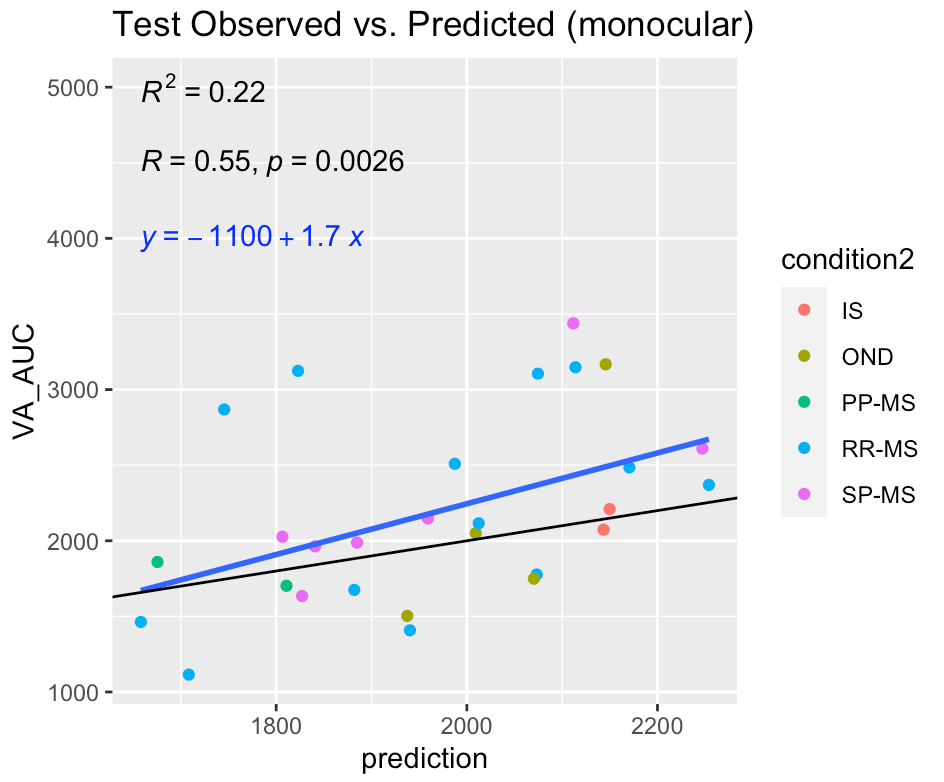 Test Observed vs. Predicted (monocular)
R² = 0.22
R = 0.55, p = 0.0026
y = − 1100 + 1.7 x
5000
4000
3000
2000
1000
VA_AUC
1800 2000 2200
prediction
condition2
IS
OND
PP-MS
RR-MS
SP-MS